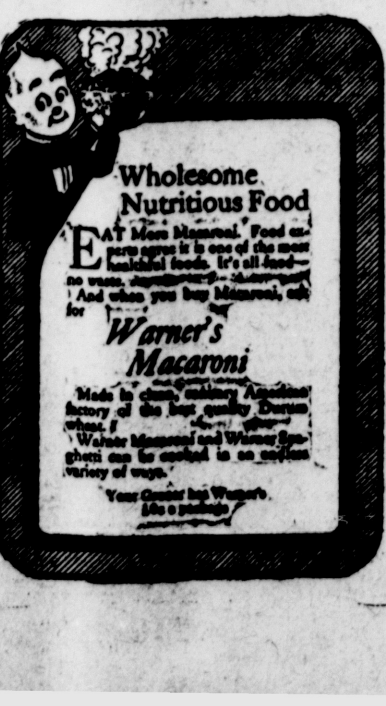 Wholesome
Nutritious Food
EAT More Macaroni. Food ex-
perts agree it is one of the most
healthful foods. It's all food—
no waste.
And when you buy Macaroni, ask
for
Warner's
Macaroni
Made in clean, sanitary American
factory of the best quality Durum
wheat.
Warner Macaroni and Warner Spa-
ghetti can be cooked in an endless
variety of ways.
Your Grocer has Warner's
10c a package